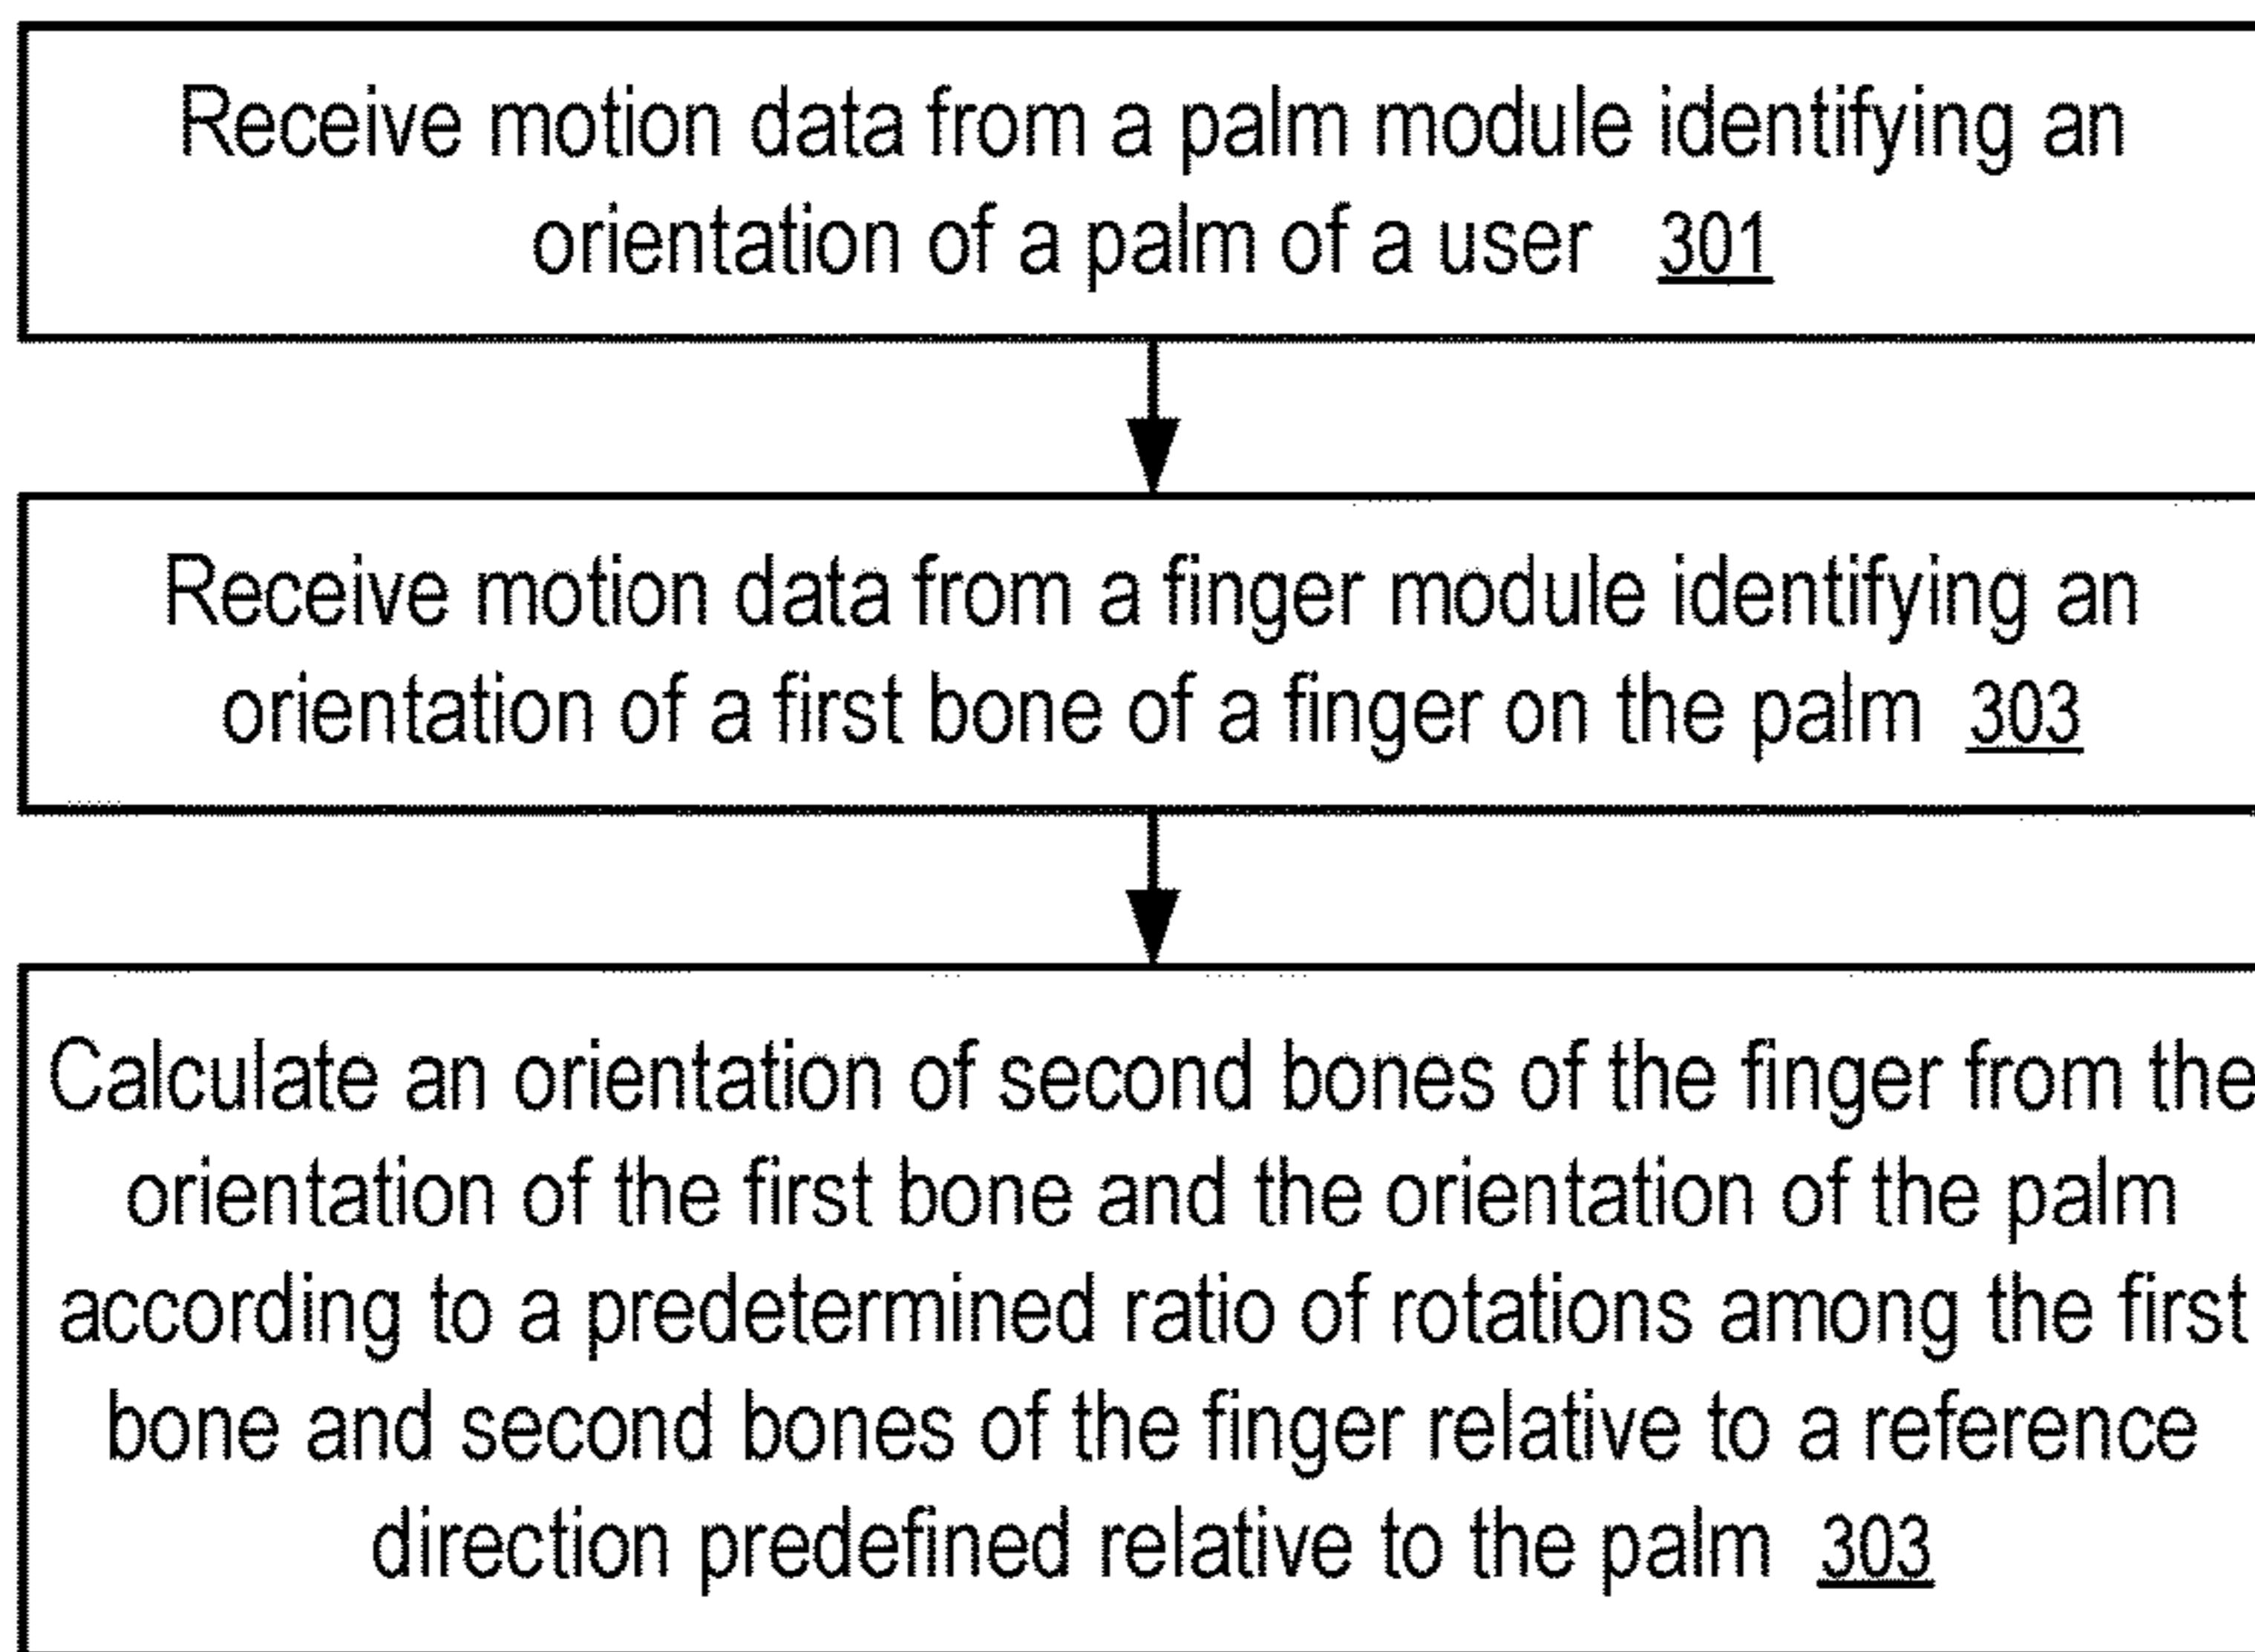 Receive motion data from a palm module identifying an
orientation of a palm of a user 301
Receive motion data from a finger module identifying an
orientation of a first bone of a finger on the palm 303
Calculate an orientation of second bones of the finger from the
orientation of the first bone and the orientation of the palm
according to a predetermined ratio of rotations among the first
bone and second bones of the finger relative to a reference
direction predefined relative to the palm 303